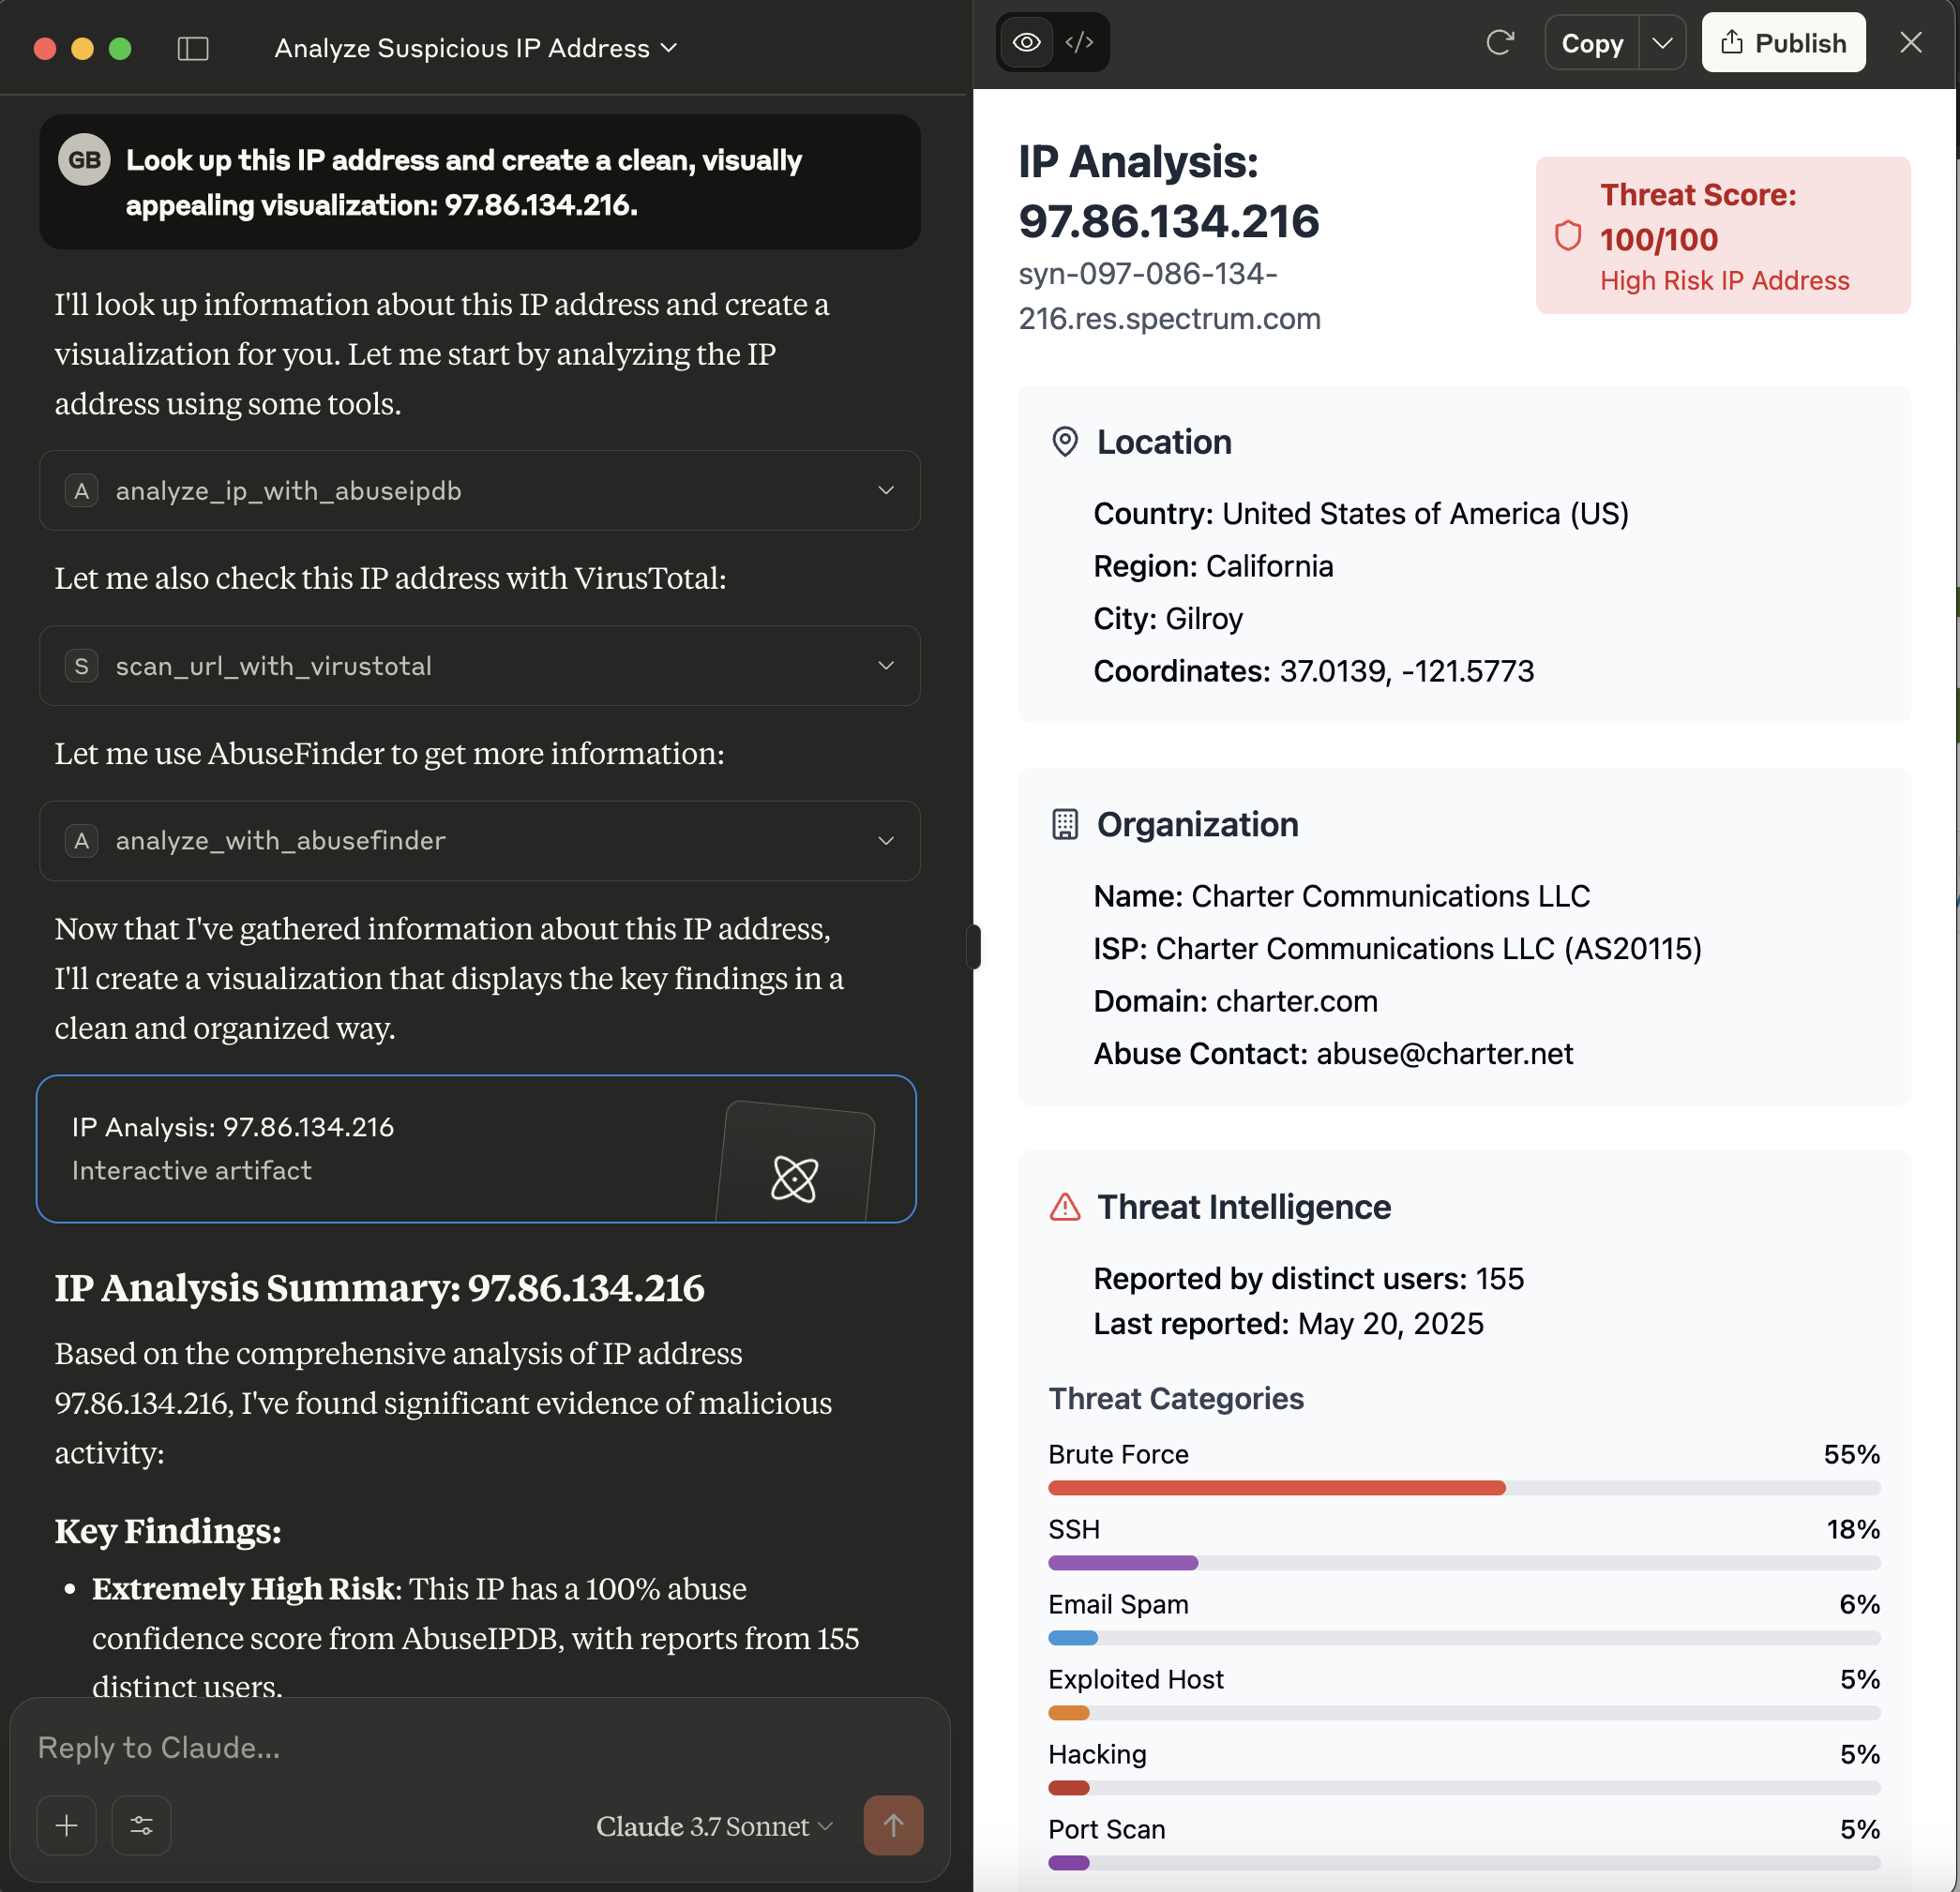 Analyze Suspicious IP Address
GB
Look up this IP address and create a clean, visually
appealing visualization: 97.86.134.216.
I'll look up information about this IP address and create a
visualization for you. Let me start by analyzing the IP
address using some tools.
A analyze_ip_with_abuseipdb
Let me also check this IP address with VirusTotal:
S scan_url_with_virustotal
Let me use AbuseFinder to get more information:
A analyze_with_abusefinder
Now that I've gathered information about this IP address,
I'll create a visualization that displays the key findings in a
clean and organized way.
IP Analysis: 97.86.134.216
Interactive artifact
IP Analysis Summary: 97.86.134.216
Based on the comprehensive analysis of IP address
97.86.134.216, I've found significant evidence of malicious
activity:
Key Findings:
• Extremely High Risk: This IP has a 100% abuse
confidence score from AbuseIPDB, with reports from 155
distinct users.
Reply to Claude...
Claude 3.7 Sonnet
Copy
Publish
IP Analysis:
97.86.134.216
syn-097-086-134-
216.res.spectrum.com
Threat Score:
100/100
High Risk IP Address
Location
Country: United States of America (US)
Region: California
City: Gilroy
Coordinates: 37.0139, -121.5773
Organization
Name: Charter Communications LLC
ISP: Charter Communications LLC (AS20115)
Domain: charter.com
Abuse Contact: abuse@charter.net
Threat Intelligence
Reported by distinct users: 155
Last reported: May 20, 2025
Threat Categories
Brute Force 55%
SSH 18%
Email Spam 6%
Exploited Host 5%
Hacking 5%
Port Scan 5%